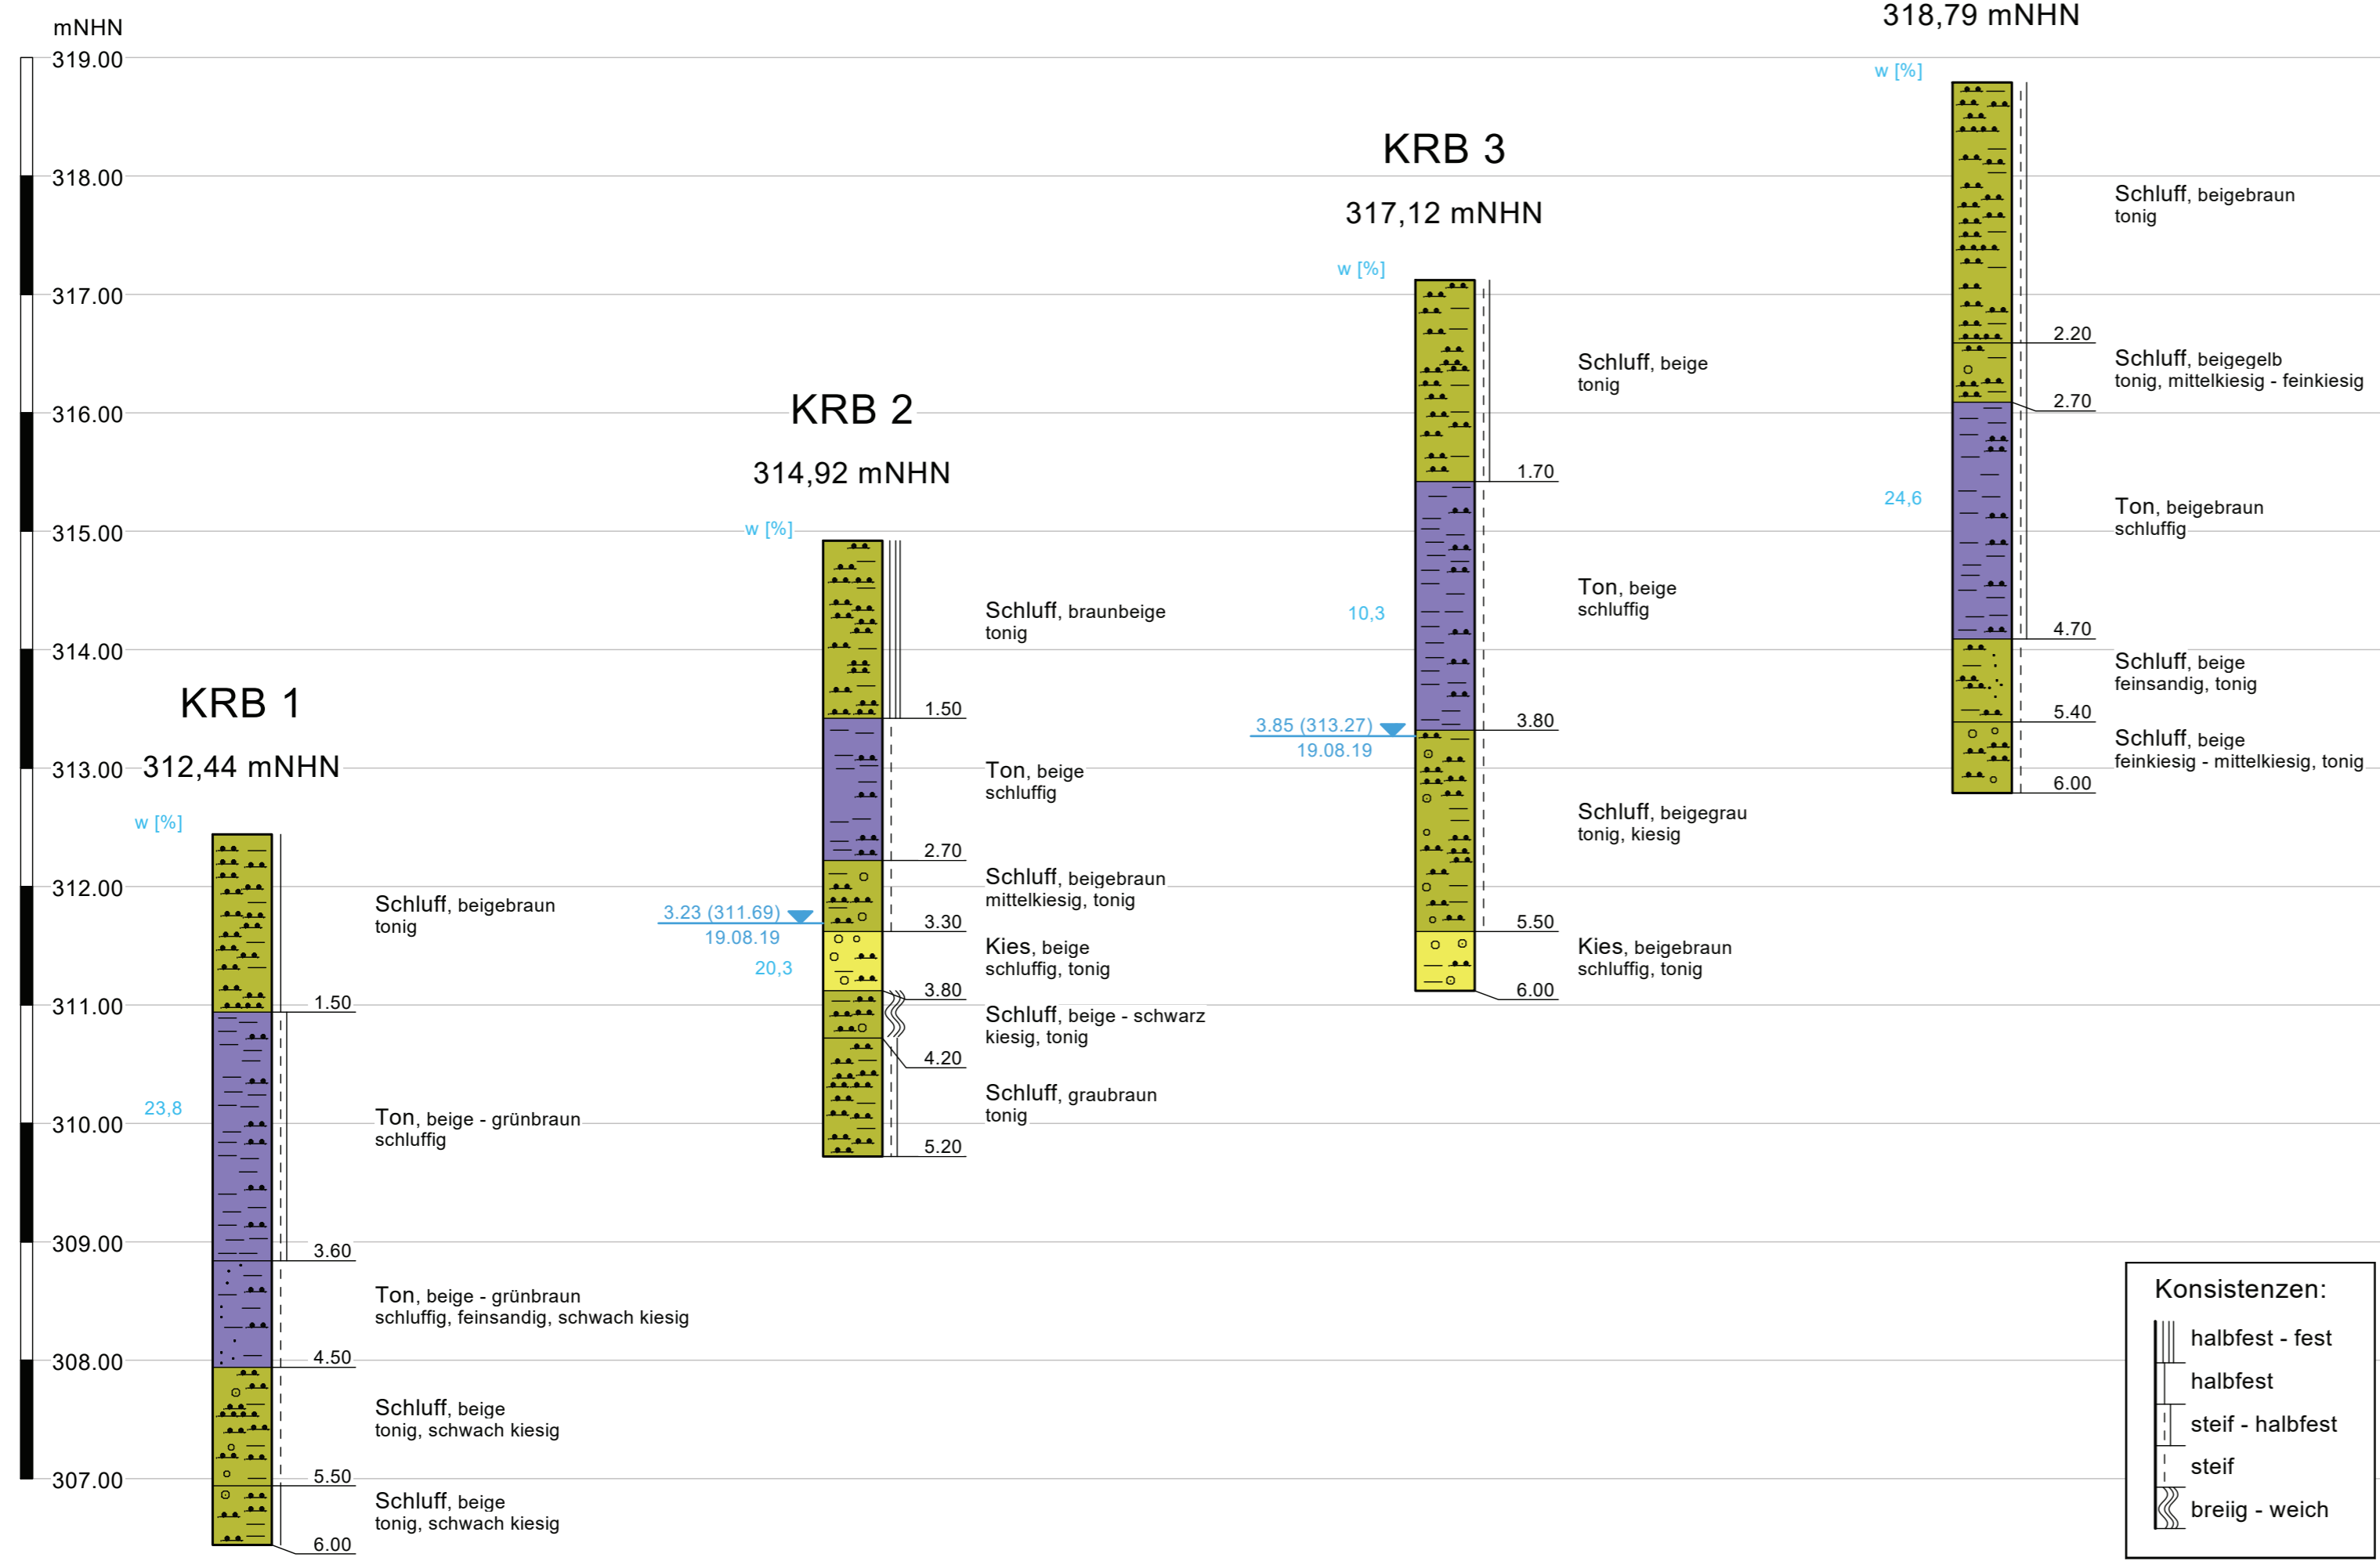 mNHN
319.00
318.00
317.00
316.00
315.00
314.00
313.00
312.00
311.00
310.00
309.00
308.00
307.00
KRB 1
312,44 mNHN
w [%]
Schluff, beigebraun
tonig
1.50
23,8
Ton, beige - grünbraun
schluffig
3.60
Ton, beige - grünbraun
schluffig, feinsandig, schwach kiesig
4.50
Schluff, beige
tonig, schwach kiesig
5.50
Schluff, beige
tonig, schwach kiesig
6.00
KRB 2
314,92 mNHN
w [%]
Schluff, braunbeige
tonig
1.50
Ton, beige
schluffig
2.70
Schluff, beigebraun
mittelkiesig, tonig
3.23 (311.69)
19.08.19
3.30
20,3
Kies, beige
schluffig, tonig
3.80
Schluff, beige - schwarz
kiesig, tonig
4.20
Schluff, graubraun
tonig
5.20
KRB 3
317,12 mNHN
w [%]
Schluff, beige
tonig
1.70
10,3
Ton, beige
schluffig
3.80
3.85 (313.27)
19.08.19
Schluff, beigegrau
tonig, kiesig
5.50
Kies, beigebraun
schluffig, tonig
6.00
318,79 mNHN
w [%]
Schluff, beigebraun
tonig
2.20
Schluff, beigegelb
tonig, mittelkiesig - feinkiesig
2.70
24,6
Ton, beigebraun
schluffig
4.70
Schluff, beige
feinsandig, tonig
5.40
Schluff, beige
feinkiesig - mittelkiesig, tonig
6.00
Konsistenzen:
halbfest - fest
halbfest
steif - halbfest
steif
breiig - weich